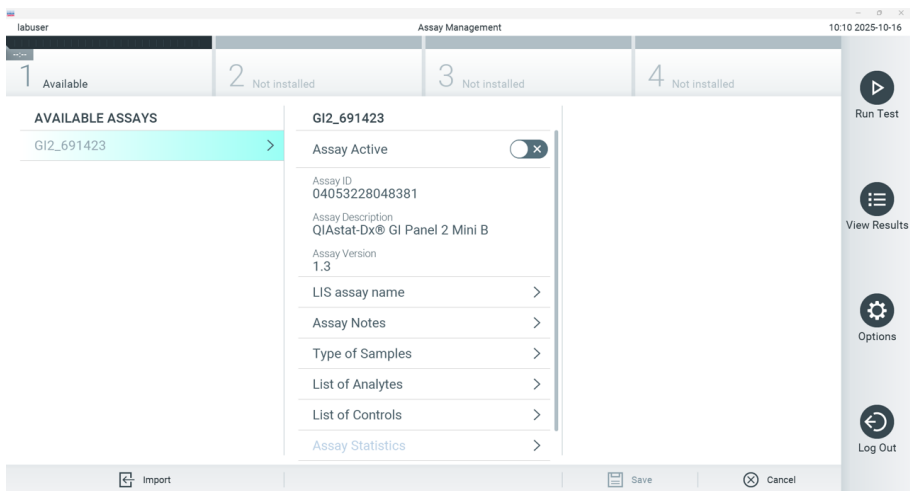 labuser
Assay Management
10:10 2025-10-16
--:--
1 Available
2 Not installed
3 Not installed
4 Not installed
AVAILABLE ASSAYS
GI2_691423
GI2_691423
Assay Active
Assay ID
04053228048381
Assay Description
QIAstat-Dx® GI Panel 2 Mini B
Assay Version
1.3
LIS assay name
Assay Notes
Type of Samples
List of Analytes
List of Controls
Assay Statistics
Run Test
View Results
Options
Log Out
Import
Save
Cancel